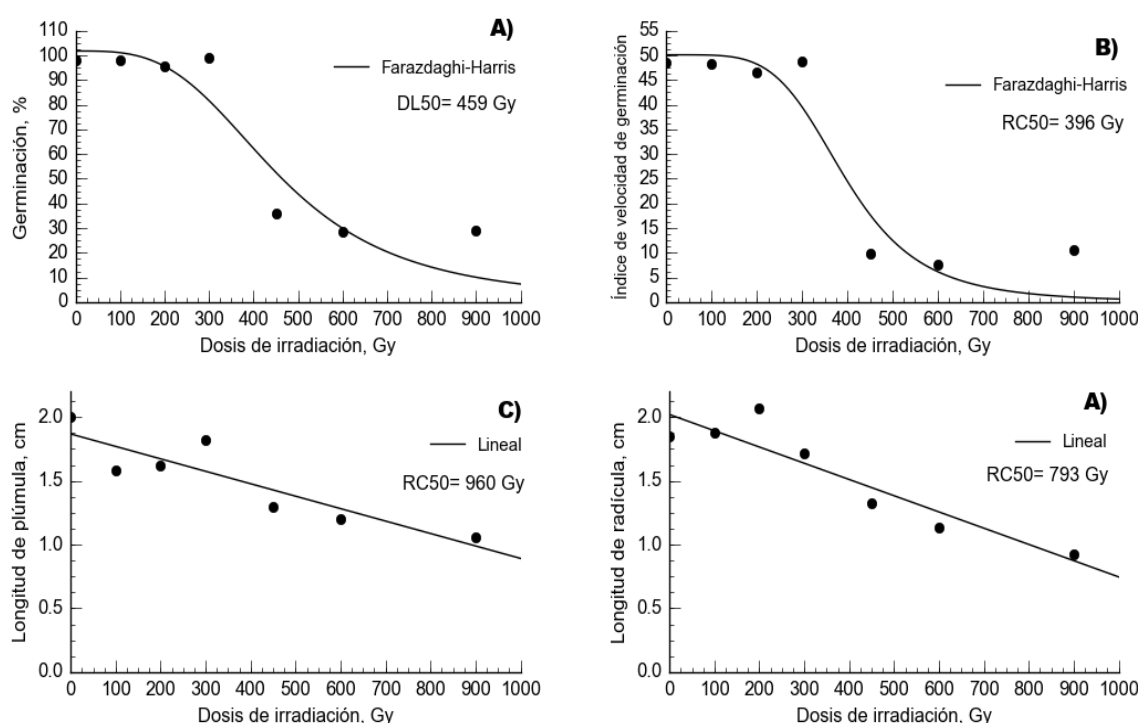 A)
110
100
90
80
70
60
50
40
30
20
10
0
Germinación, %
Farazdaghi-Harris
DL50= 459 Gy
0 100 200 300 400 500 600 700 800 900 1000
Dosis de irradiación, Gy
B)
55
50
45
40
35
30
25
20
15
10
5
0
Índice de velocidad de germinación
Farazdaghi-Harris
RC50= 396 Gy
0 100 200 300 400 500 600 700 800 900 1000
Dosis de irradiación, Gy
C)
2.0
1.5
1.0
0.5
0.0
Longitud de plúmula, cm
Lineal
RC50= 960 Gy
0 100 200 300 400 500 600 700 800 900 1000
Dosis de irradiación, Gy
A)
2.0
1.5
1.0
0.5
0.0
Longitud de radícula, cm
Lineal
RC50= 793 Gy
0 100 200 300 400 500 600 700 800 900 1000
Dosis de irradiación, Gy